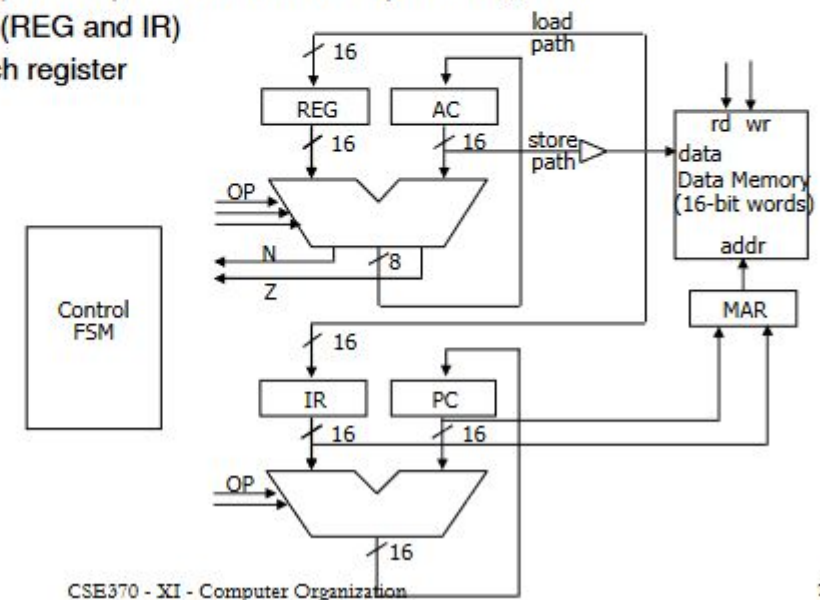 (REG and IR)
ch register
load
path
16
REG
AC
16
16
store
path
rd wr
data
Data Memory
(16-bit words)
addr
OP
N
8
Z
Control
FSM
MAR
16
IR
PC
16
16
OP
16
CSE370 - XI - Computer Organization